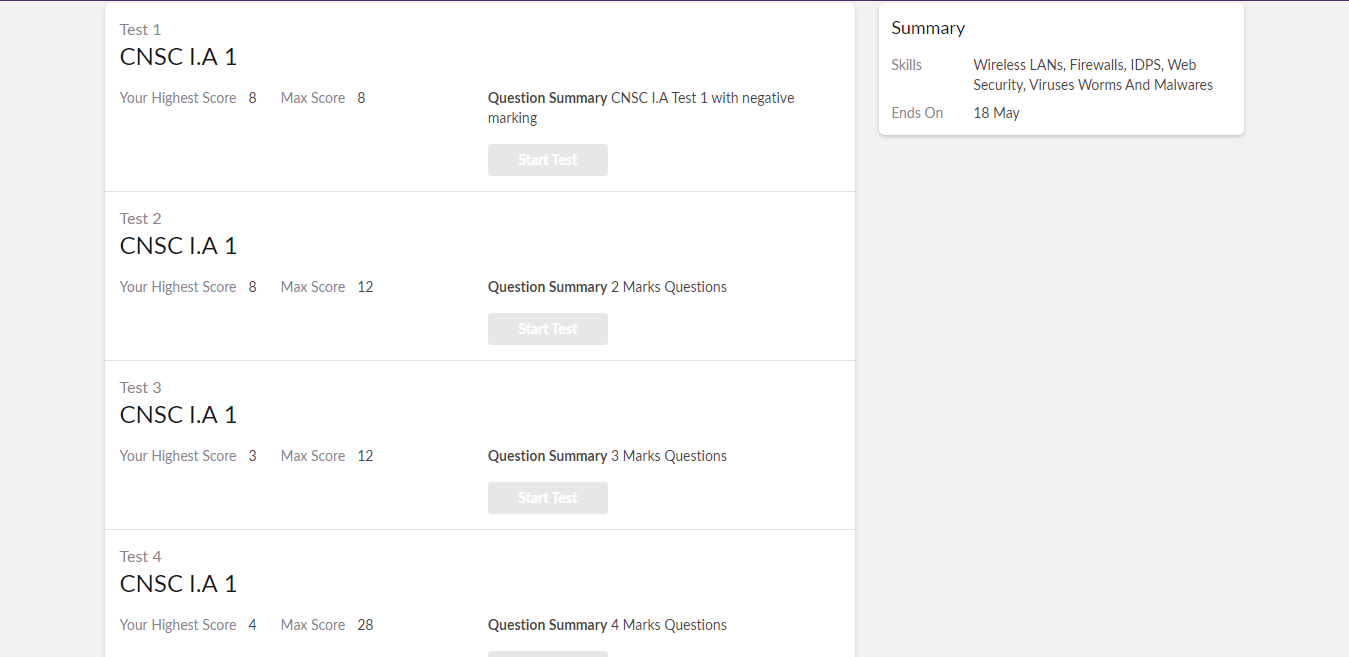 Test 1
CNSC I.A 1
Your Highest Score 8 Max Score 8
Question Summary CNSC I.A Test 1 with negative
marking
Start Test
Test 2
CNSC I.A 1
Your Highest Score 8 Max Score 12
Question Summary 2 Marks Questions
Start Test
Test 3
CNSC I.A 1
Your Highest Score 3 Max Score 12
Question Summary 3 Marks Questions
Start Test
Test 4
CNSC I.A 1
Your Highest Score 4 Max Score 28
Question Summary 4 Marks Questions
Summary
Skills Wireless LANs, Firewalls, IDPS, Web
Security, Viruses Worms And Malwares
Ends On 18 May